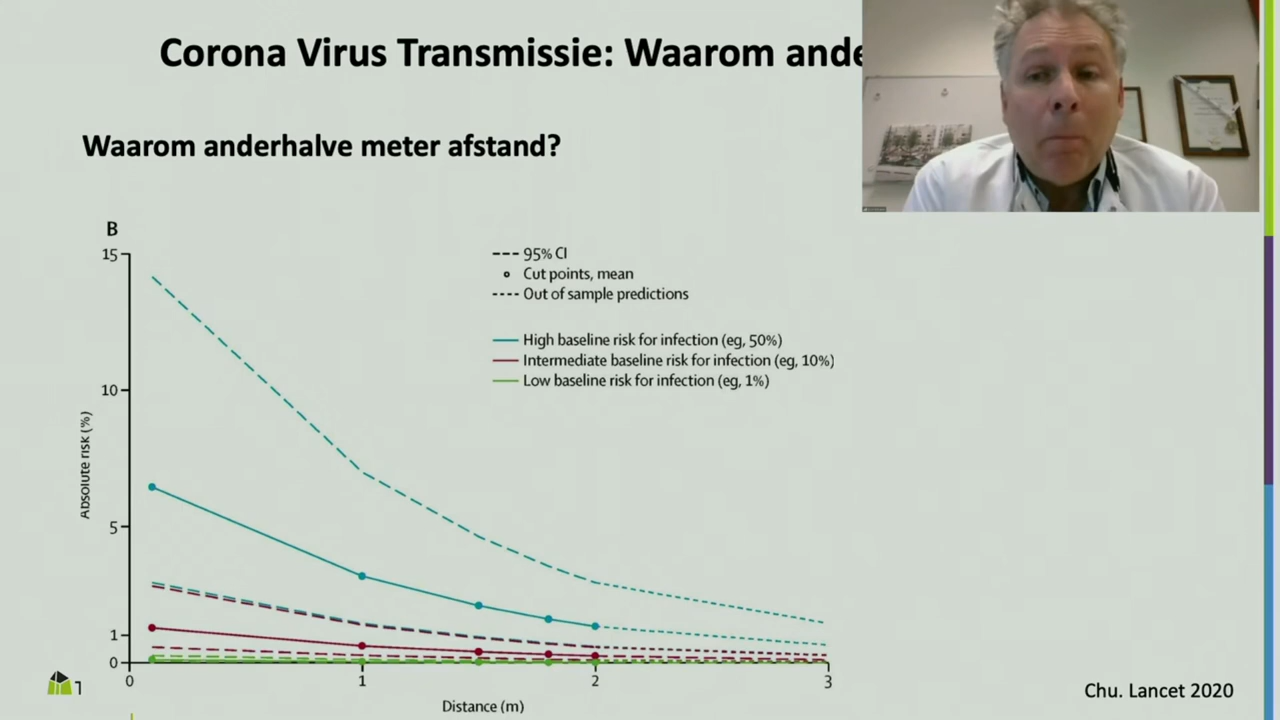 Corona Virus Transmissie: Waarom ande
Waarom anderhalve meter afstand?
B
15
10
5
1
0
Absolute risk (%)
95% CI
Cut points, mean
Out of sample predictions
High baseline risk for infection (eg, 50%)
Intermediate baseline risk for infection (eg, 10%)
Low baseline risk for infection (eg, 1%)
0 1 2 3
Distance (m)
1
Chu. Lancet 2020